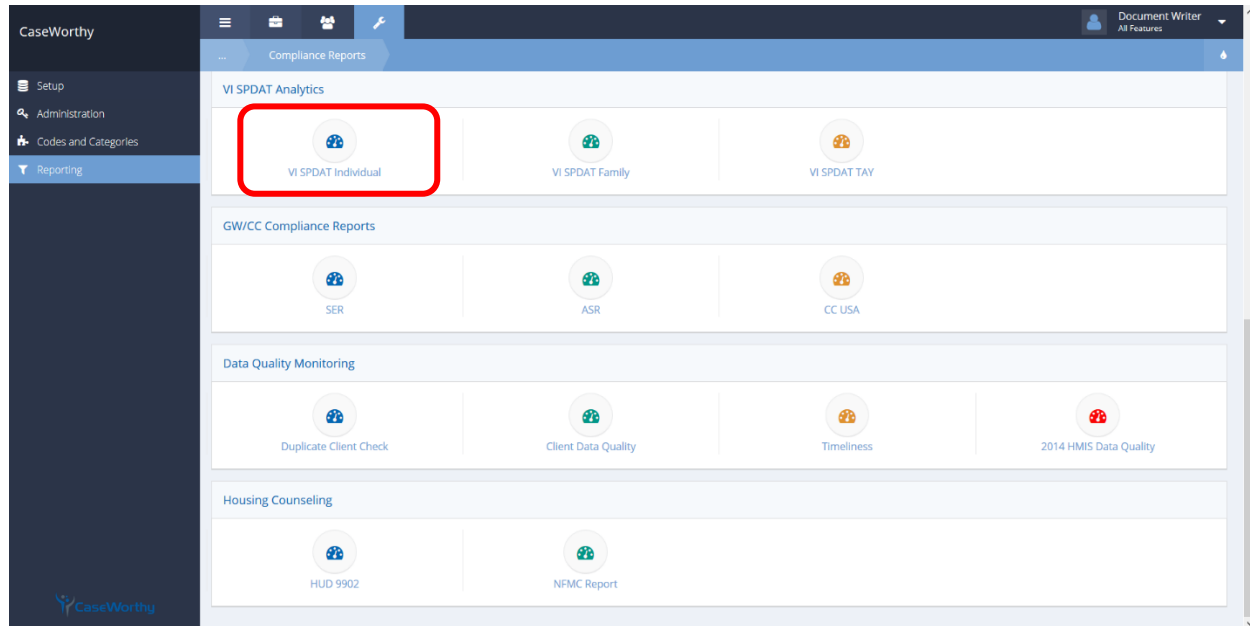 CaseWorthy
Document Writer
All Features
... Compliance Reports
Setup
Administration
Codes and Categories
Reporting
VI SPDAT Analytics
VI SPDAT Individual VI SPDAT Family VI SPDAT TAY
GW/CC Compliance Reports
SER ASR CC USA
Data Quality Monitoring
Duplicate Client Check Client Data Quality Timeliness 2014 HMIS Data Quality
Housing Counseling
HUD 9902 NFMC Report
CaseWorthy